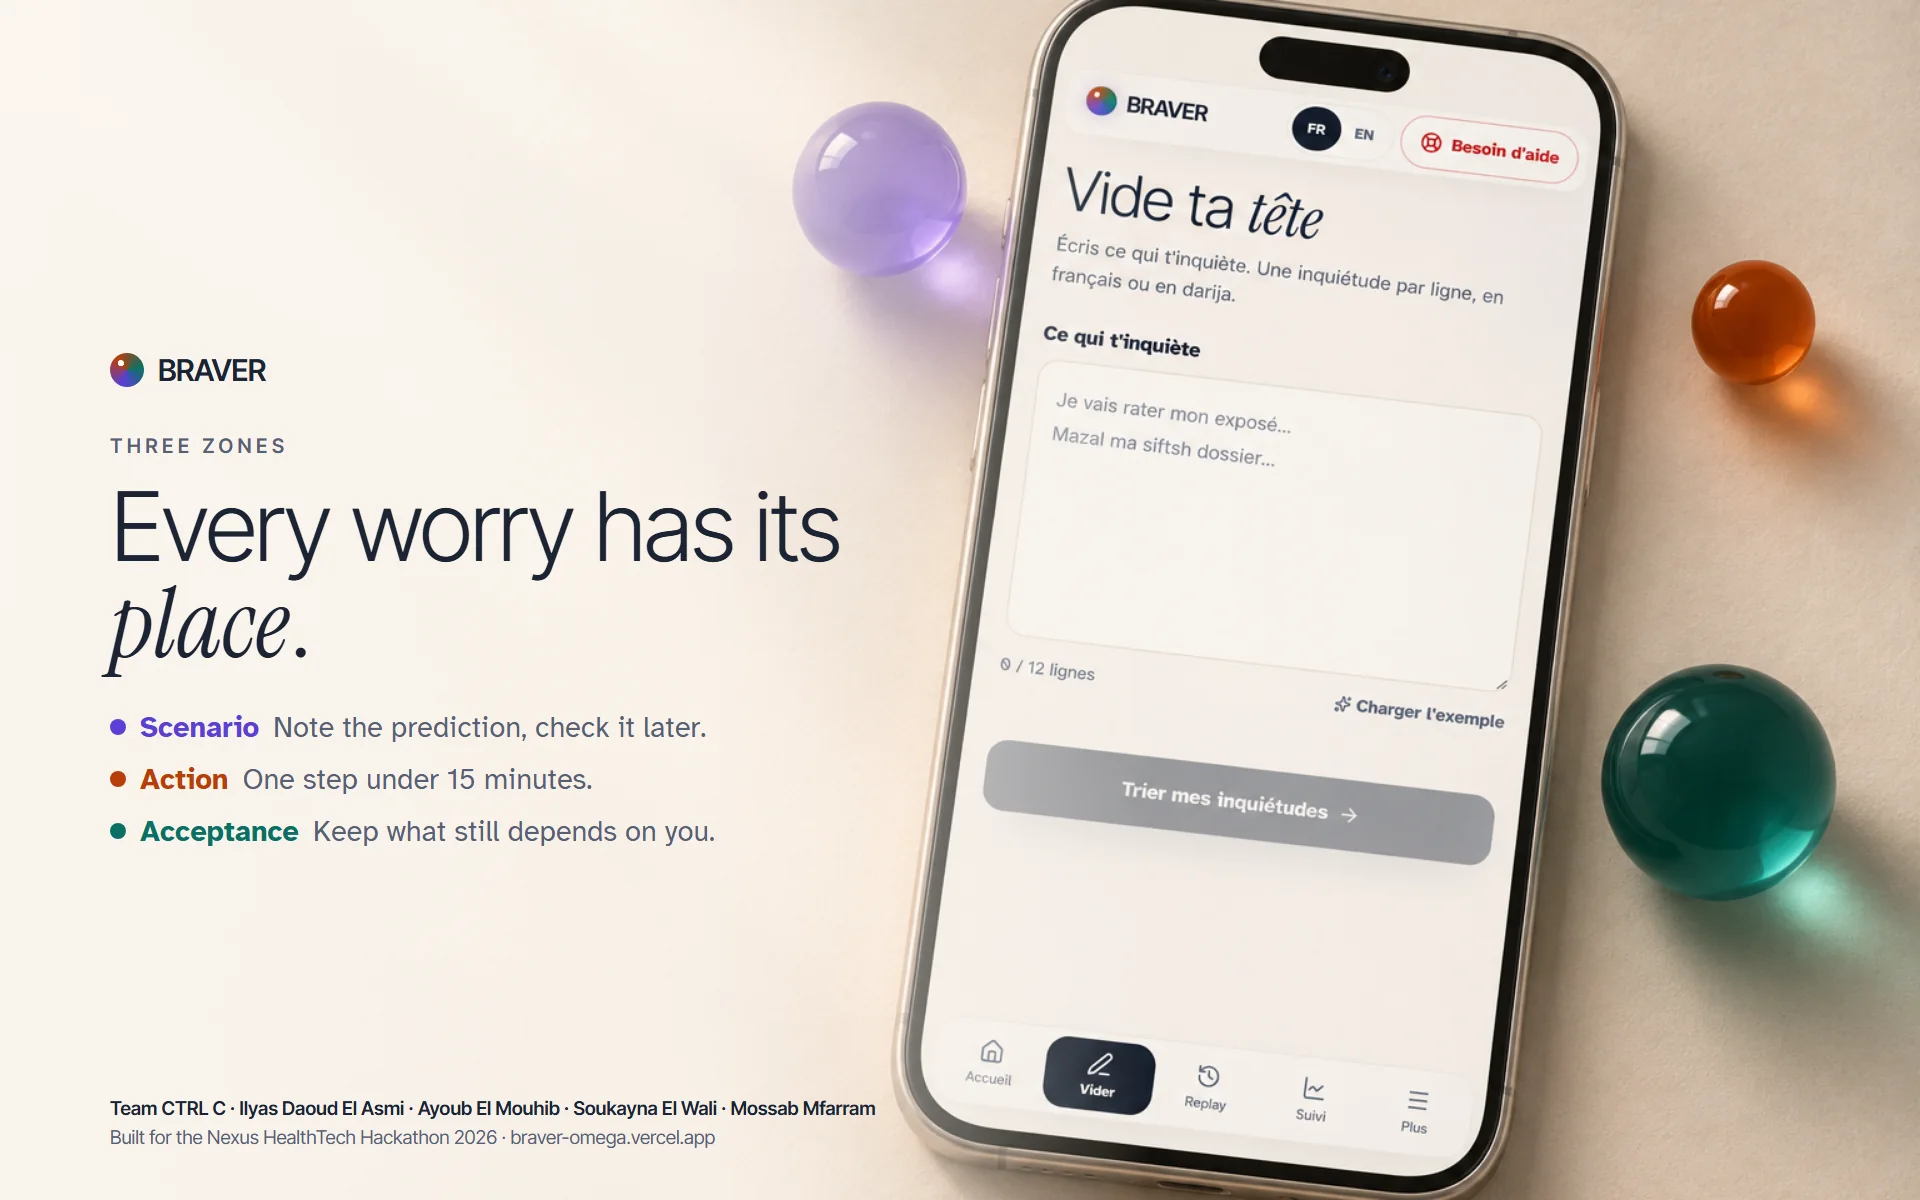 BRAVER
THREE ZONES
Every worry has its
place.
Scenario Note the prediction, check it later.
Action One step under 15 minutes.
Acceptance Keep what still depends on you.
Team CTRL C · Ilyas Daoud El Asmi · Ayoub El Mouhib · Soukayna El Wali · Mossab Mfarram
Built for the Nexus HealthTech Hackathon 2026 · braver-omega.vercel.app
BRAVER
FR EN
Besoin d'aide
Vide ta tête
Écris ce qui t'inquiète. Une inquiétude par ligne, en
français ou en darija.
Ce qui t'inquiète
Je vais rater mon exposé...
Mazal ma siftsh dossier...
0 / 12 lignes
Charger l'exemple
Trier mes inquiétudes →
Accueil
Vider
Replay
Suivi
Plus